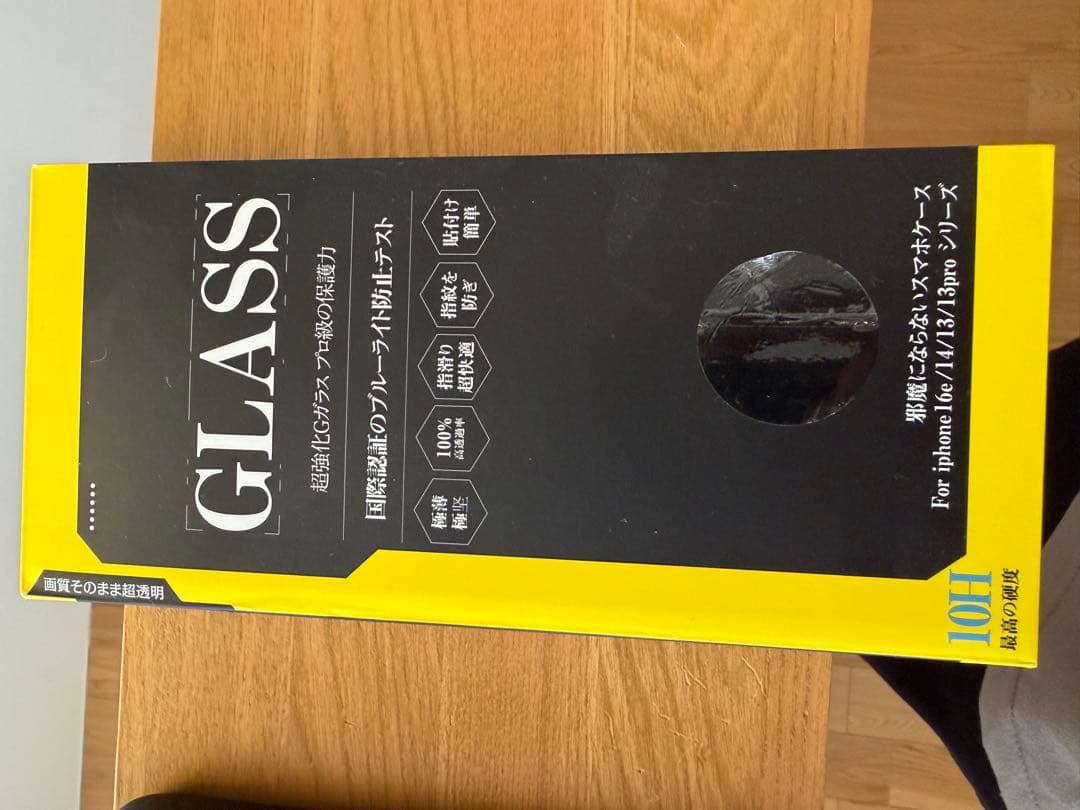 画質そのまま超透明
GLASS
超強化Gガラス プロ級の保護力
国際認証のブルーライト防止テスト
極薄
極坚
100%
高透過率
指滑り
超快適
指紋を
防ぎ
貼付け
簡単
邪魔にならないスマホケース
For iphone16e/14/13/13pro シリーズ
10H
最高の硬度